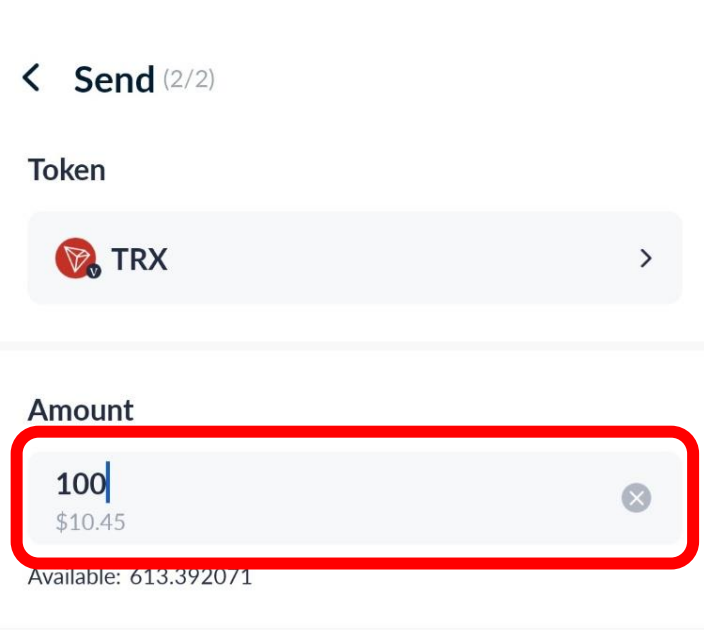 Send (2/2)
Token
V TRX
Amount
100
$10.45
Available: 613.392071